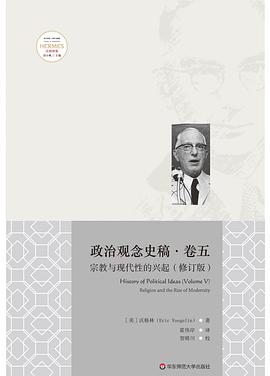 HERMES
政治观念史稿·卷五
宗教与现代性的兴起（修订版）
History of Political Ideas (Volume V)
Religion and the Rise of Modernity
［美］沃格林（Eric Voegelin） 著
霍伟岸 译
贺晴川 校
华东师范大学出版社